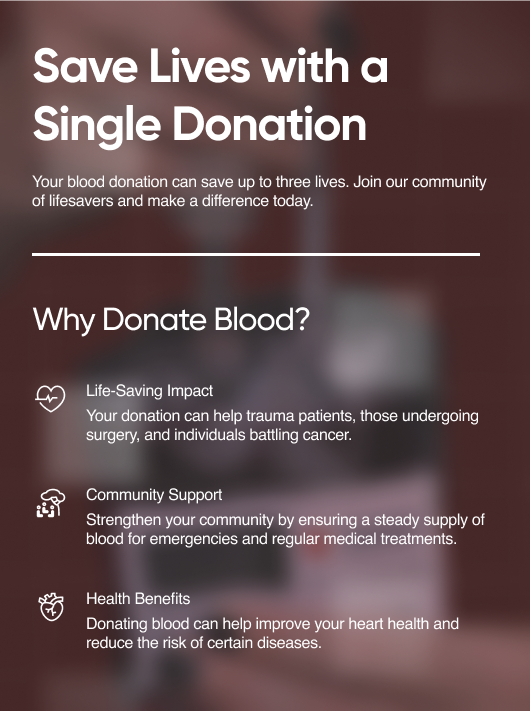 Save Lives with a
Single Donation
Your blood donation can save up to three lives. Join our community
of lifesavers and make a difference today.
Why Donate Blood?
Life-Saving Impact
Your donation can help trauma patients, those undergoing
surgery, and individuals battling cancer.
Community Support
Strengthen your community by ensuring a steady supply of
blood for emergencies and regular medical treatments.
Health Benefits
Donating blood can help improve your heart health and
reduce the risk of certain diseases.